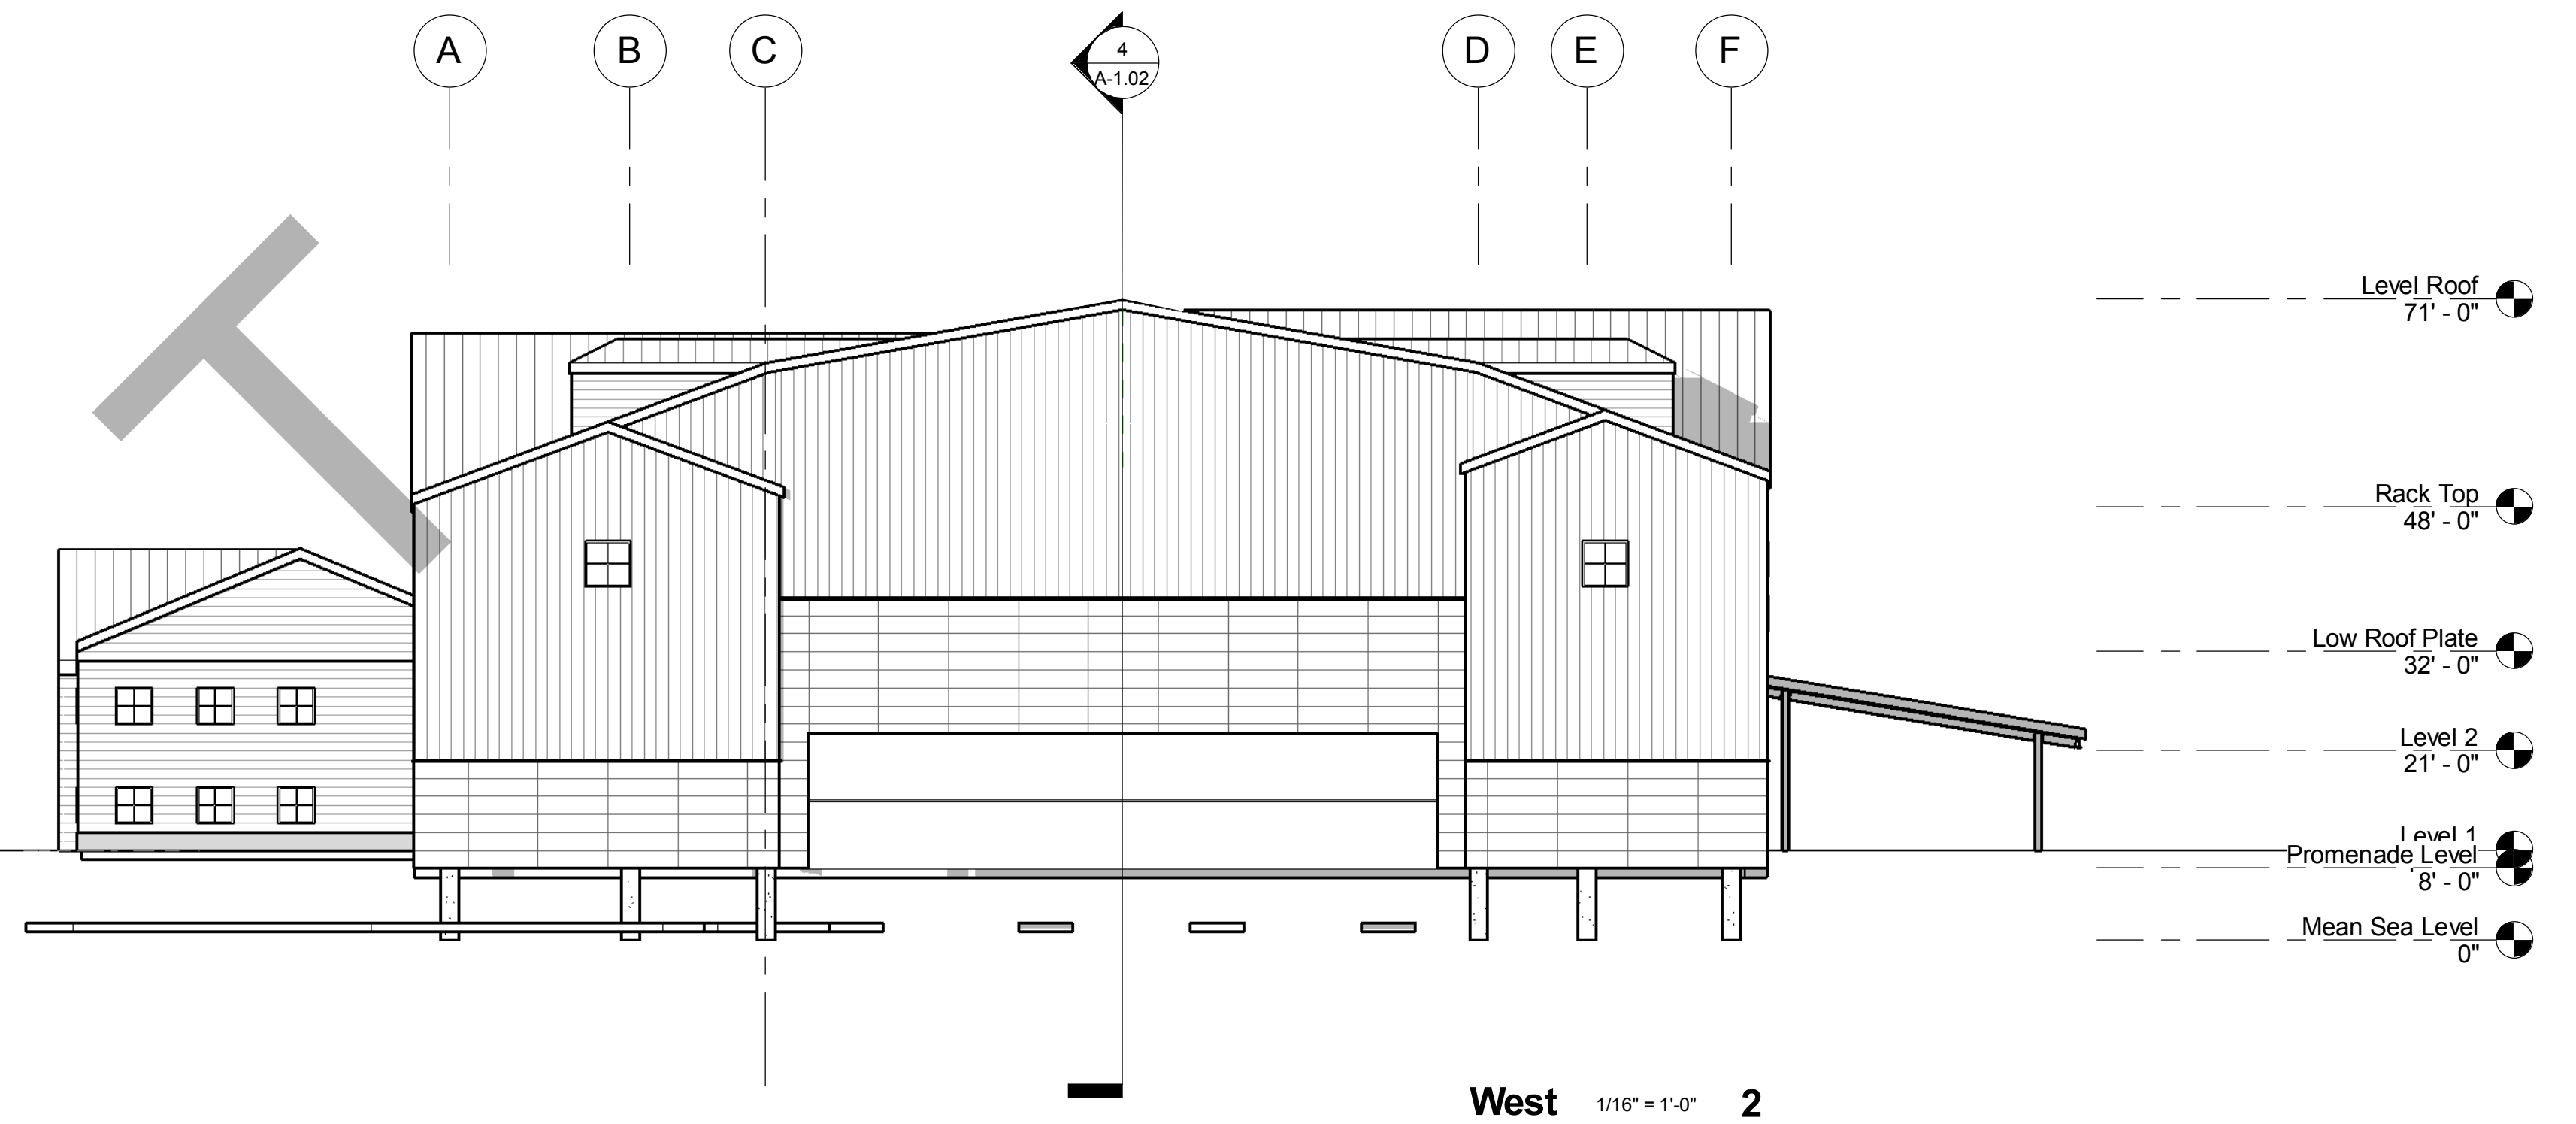 A
B
C
4
A-1.02
D
E
F
Level Roof
71' - 0"
Rack Top
48' - 0"
Low Roof Plate
32' - 0"
Level 2
21' - 0"
Level 1
Promenade Level
8' - 0"
Mean Sea Level
0"
West 1/16" = 1'-0" 2